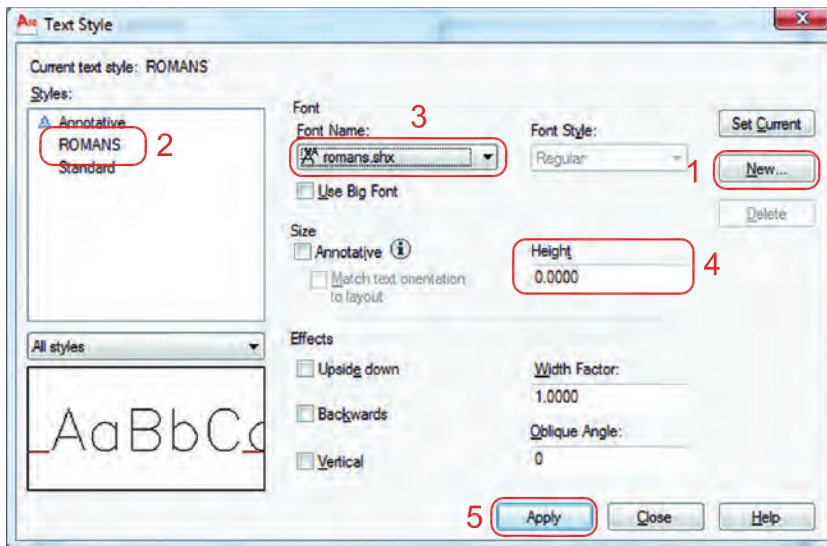 A10 Text Style
Current text style: ROMANS
Styles:
Annotative
ROMANS
Standard
2
All styles
AaBbCc
Font
Font Name:
3
romans.shx
Use Big Font
Font Style:
Regular
Size
Annotative
Match text orientation
to layout
Height
0.0000
4
Effects
Upside down
Backwards
Vertical
Width Factor:
1.0000
Oblique Angle:
0
Set Current
1
New...
Delete
5
Apply
Close
Help